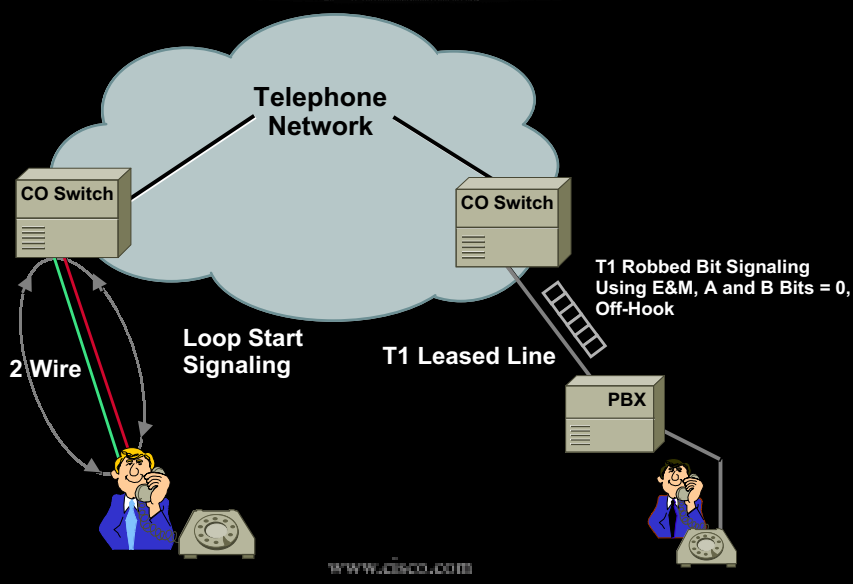 Telephone
Network
CO Switch
CO Switch
T1 Robbed Bit Signaling
Using E&M, A and B Bits = 0,
Off-Hook
Loop Start
Signaling
T1 Leased Line
2 Wire
PBX
www.cisco.com